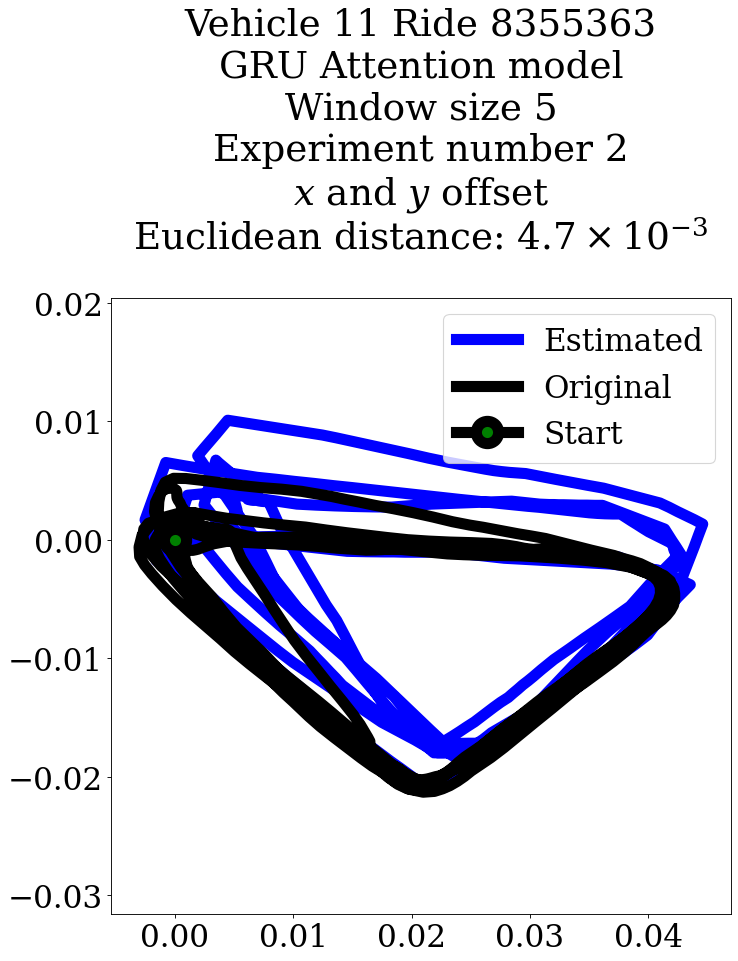 Vehicle 11 Ride 8355363
GRU Attention model
Window size 5
Experiment number 2
x and y offset
Euclidean distance: 4.7 × 10⁻³
Estimated
Original
Start
0.02
0.01
0.00
−0.01
−0.02
−0.03
0.00 0.01 0.02 0.03 0.04